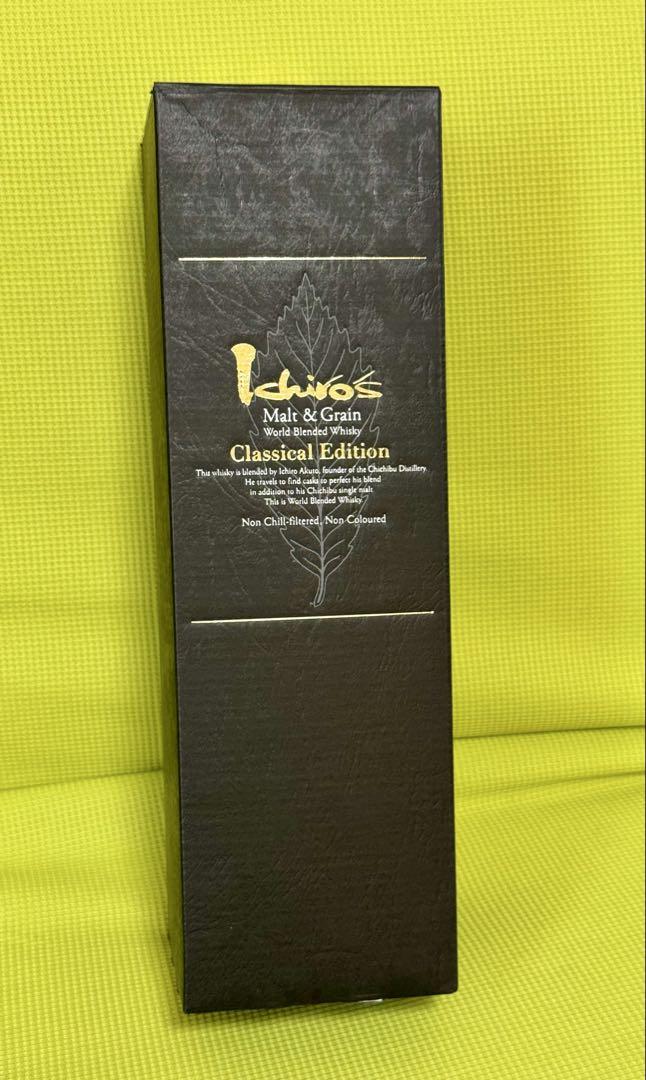 Ichiro's
Malt & Grain
World Blended Whisky
Classical Edition
This whisky is blended by Ichiro Akuto, founder of the Chichibu Distillery.
He travels to find casks to perfect his blend
in addition to his Chichibu single malt.
This is World Blended Whisky.
Non Chill-filtered, Non Coloured